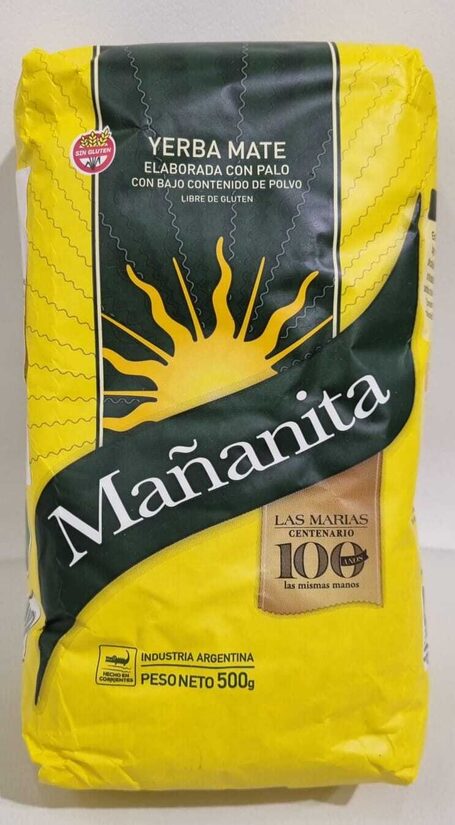 SIN GLUTEN
YERBA MATE
ELABORADA CON PALO
CON BAJO CONTENIDO DE POLVO
LIBRE DE GLUTEN
Mañanita
LAS MARIAS
CENTENARIO
100 AÑOS
las mismas manos
HECHO EN
CORRIENTES
INDUSTRIA ARGENTINA
PESO NETO 500g